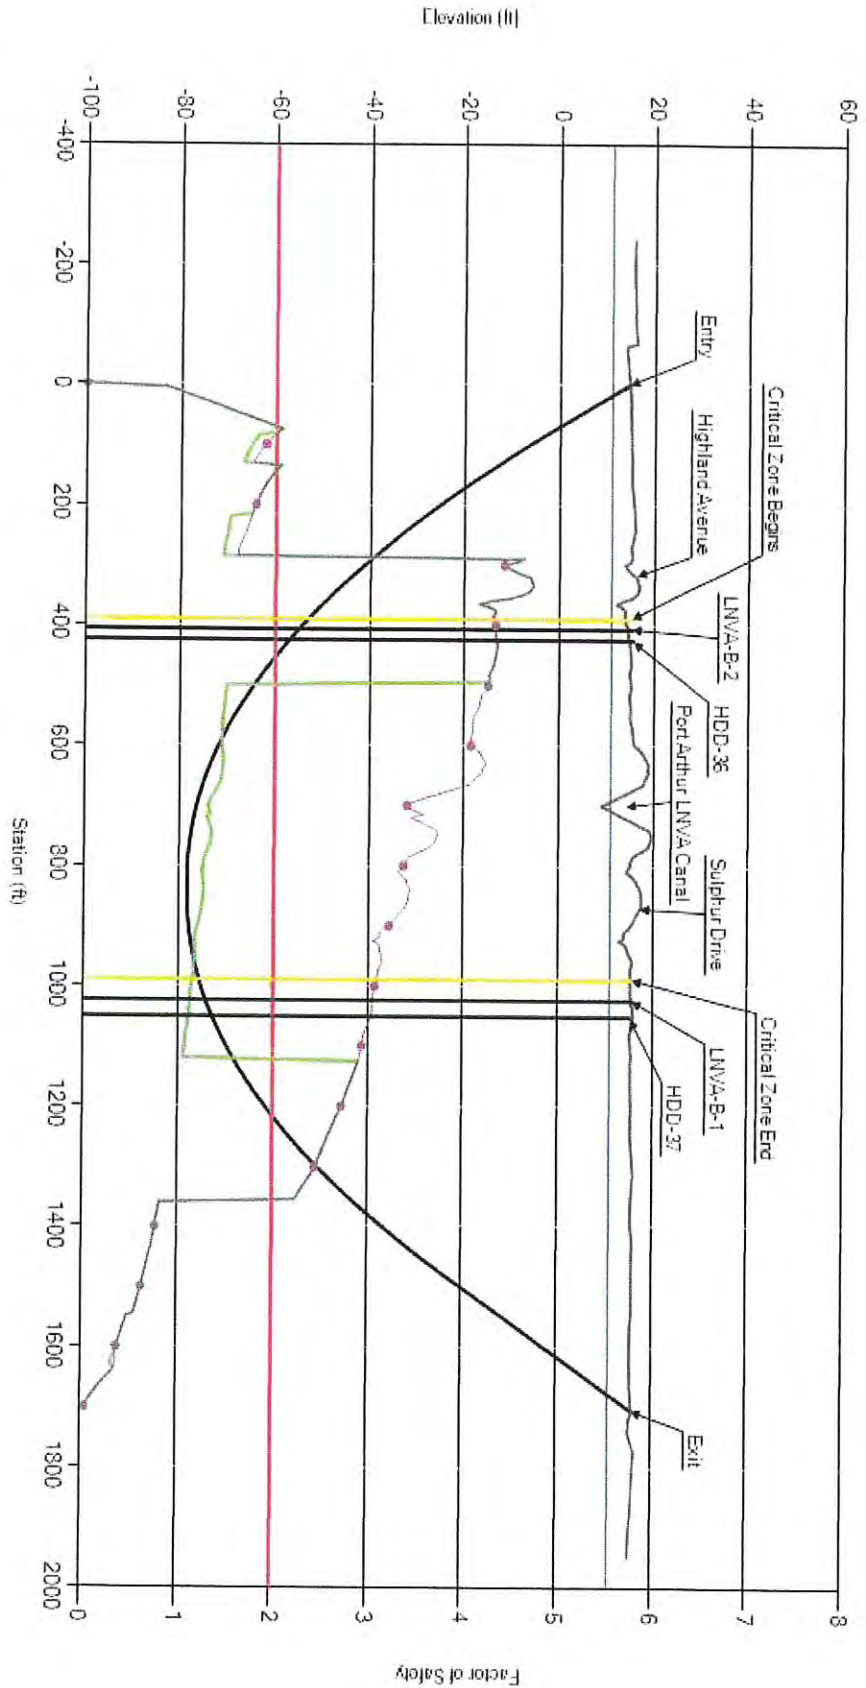 Elevation (ft)
60
40
20
0
-20
-40
-60
-80
-100
Entry
Highland Avenue
Critical Zone Begins
LNVA-B-2
HDD-36
Port Arthur LNVA Canal
Sulphur Drive
Critical Zone End
LNVA-B-1
HDD-37
Exit
-400
-200
0
200
400
600
800
1000
1200
1400
1600
1800
2000
Station (ft)
8
7
6
5
4
3
2
1
0
Factor of Safety